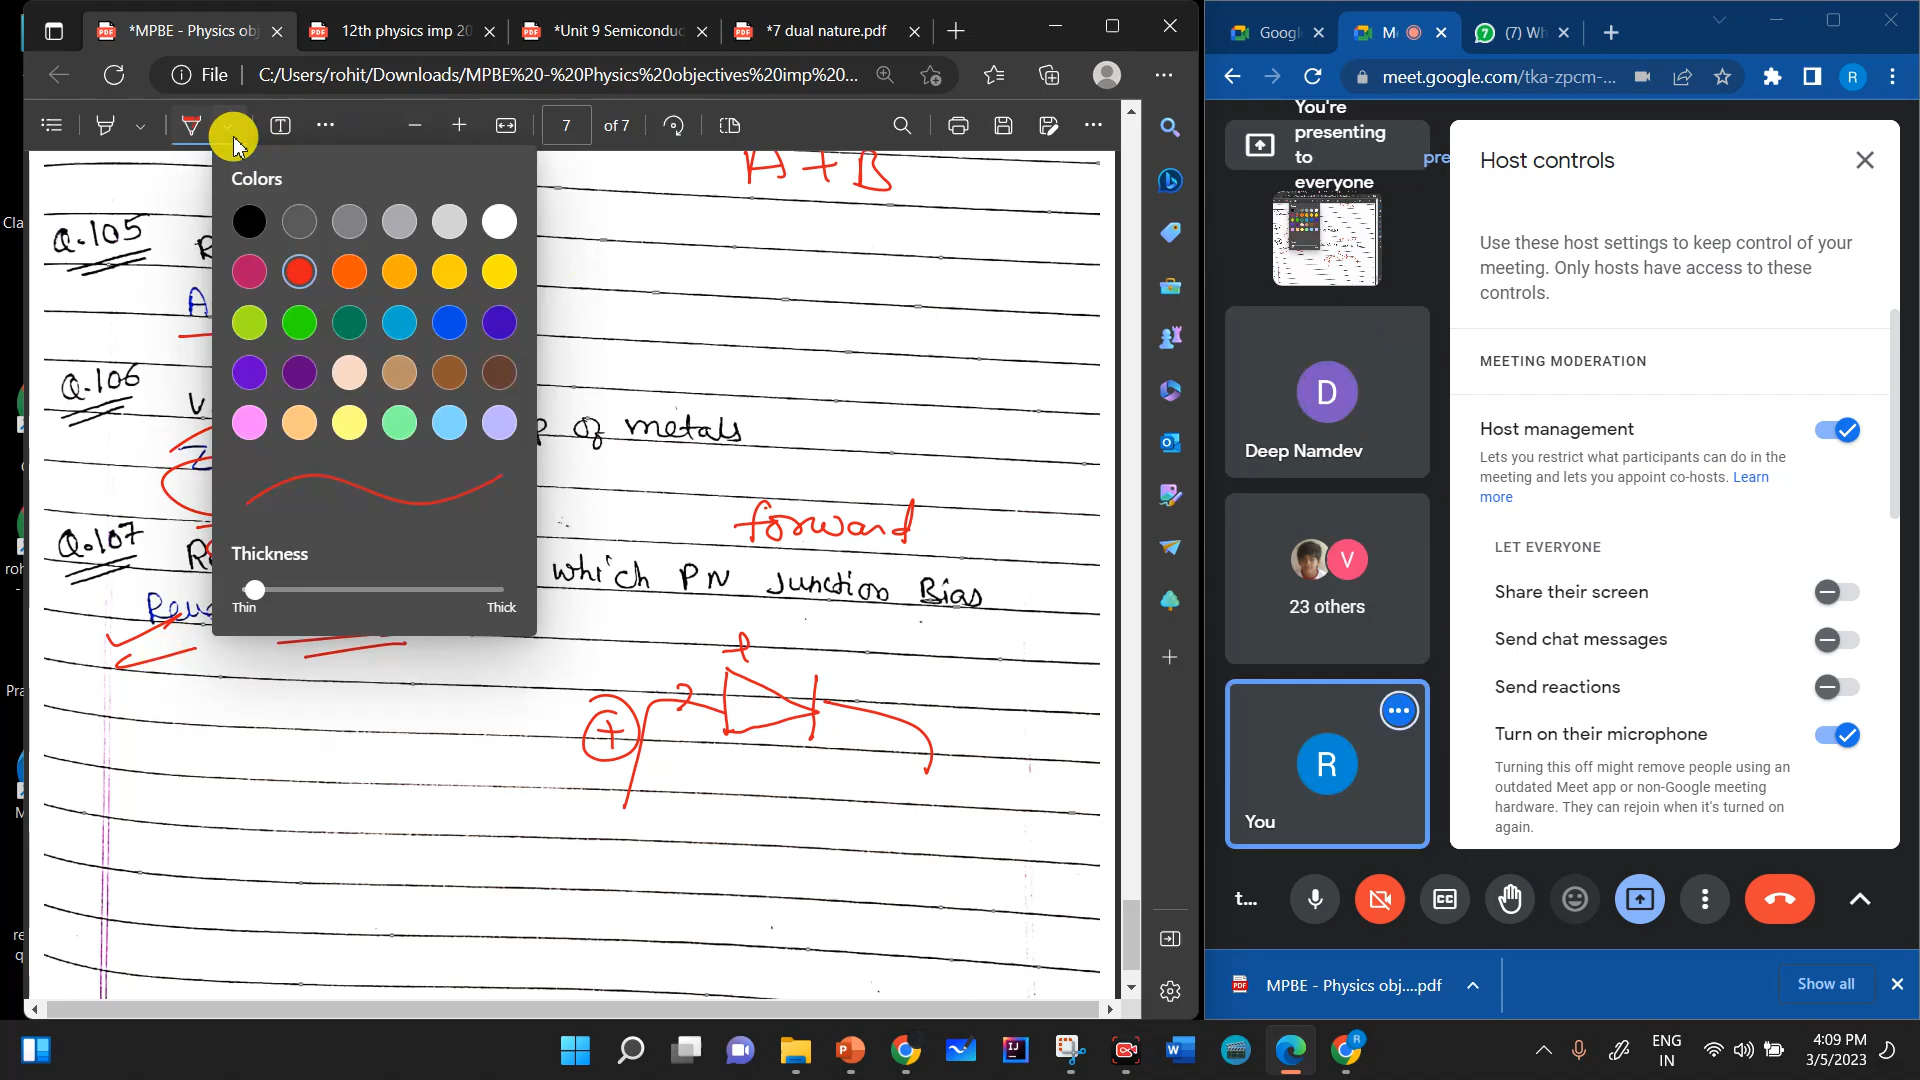 *MPBE - Physics obj
12th physics imp 20
*Unit 9 Semiconduc
*7 dual nature.pdf
File
C:/Users/rohit/Downloads/MPBE%20-%20Physics%20objectives%20imp%20...
7
of 7
Colors
Thickness
Thin
Thick
A + B
Q.105
Q.106
of metals
forward
Q.107
which PN Junction Bias
+
Googl
(7) Wh
meet.google.com/tka-zpcm-...
R
You're
presenting
to
everyone
pre
D
Deep Namdev
V
23 others
R
You
Host controls
Use these host settings to keep control of your
meeting. Only hosts have access to these
controls.
MEETING MODERATION
Host management
Lets you restrict what participants can do in the
meeting and lets you appoint co-hosts. Learn
more
LET EVERYONE
Share their screen
Send chat messages
Send reactions
Turn on their microphone
Turning this off might remove people using an
outdated Meet app or non-Google meeting
hardware. They can rejoin when it's turned on
again.
t...
MPBE - Physics obj....pdf
Show all
ENG
IN
4:09 PM
3/5/2023